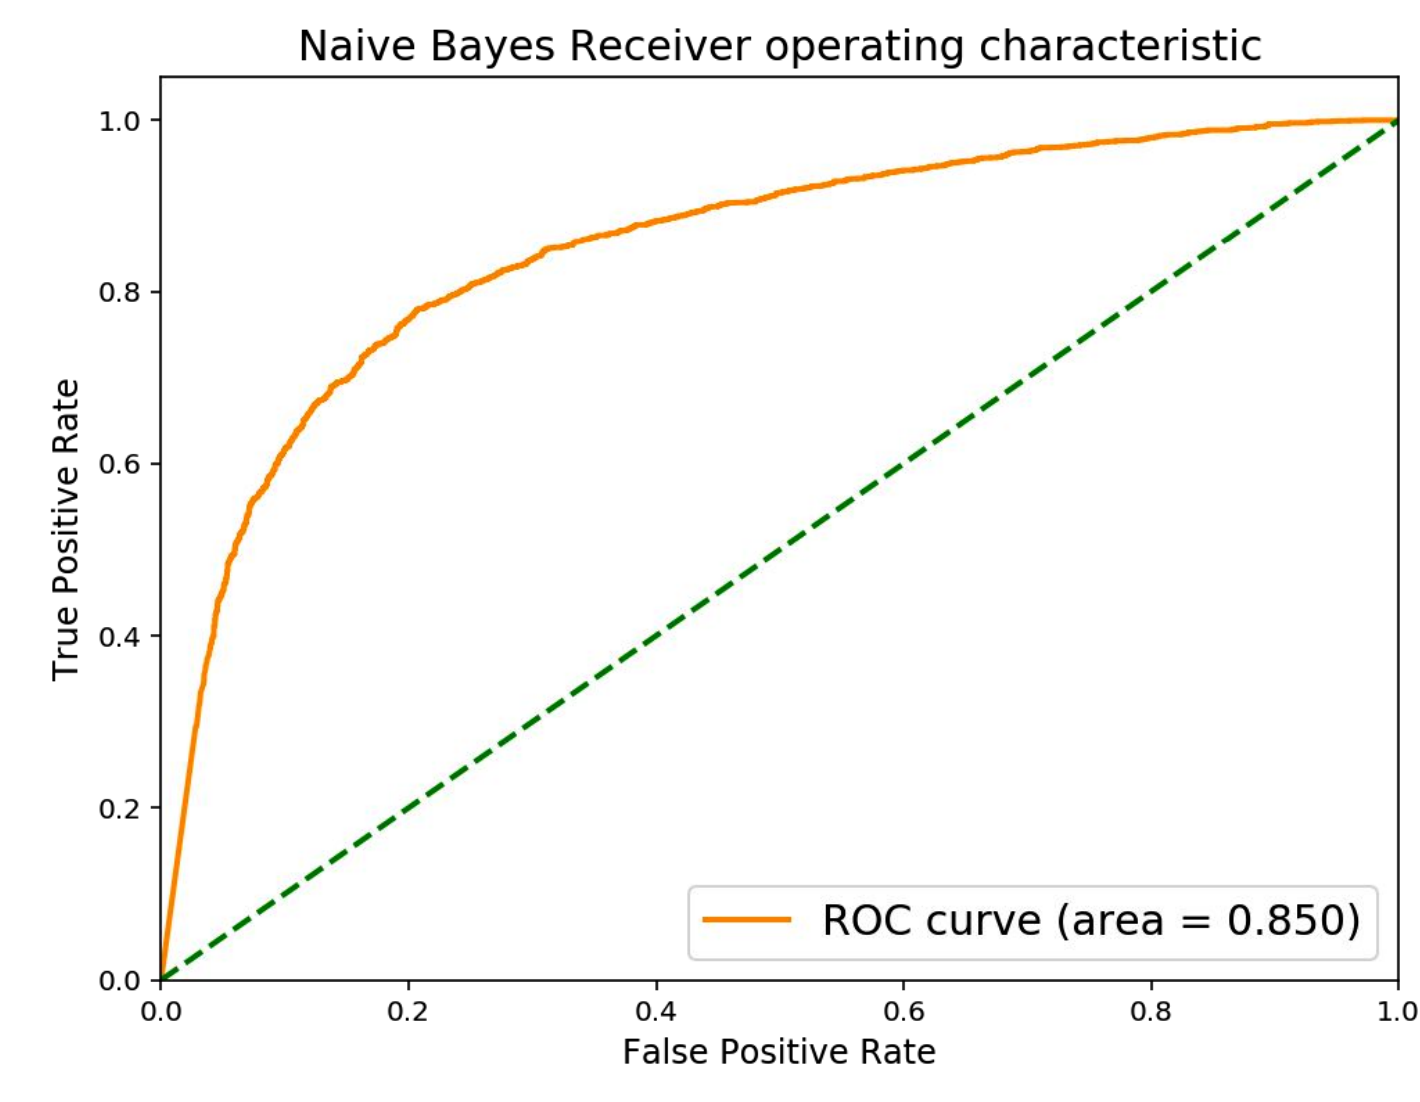 Naive Bayes Receiver operating characteristic
1.0
0.8
0.6
0.4
0.2
0.0
True Positive Rate
ROC curve (area = 0.850)
0.0 0.2 0.4 0.6 0.8 1.0
False Positive Rate